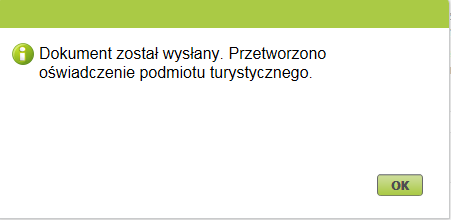 Dokument został wysłany. Przetworzono
oświadczenie podmiotu turystycznego.
OK